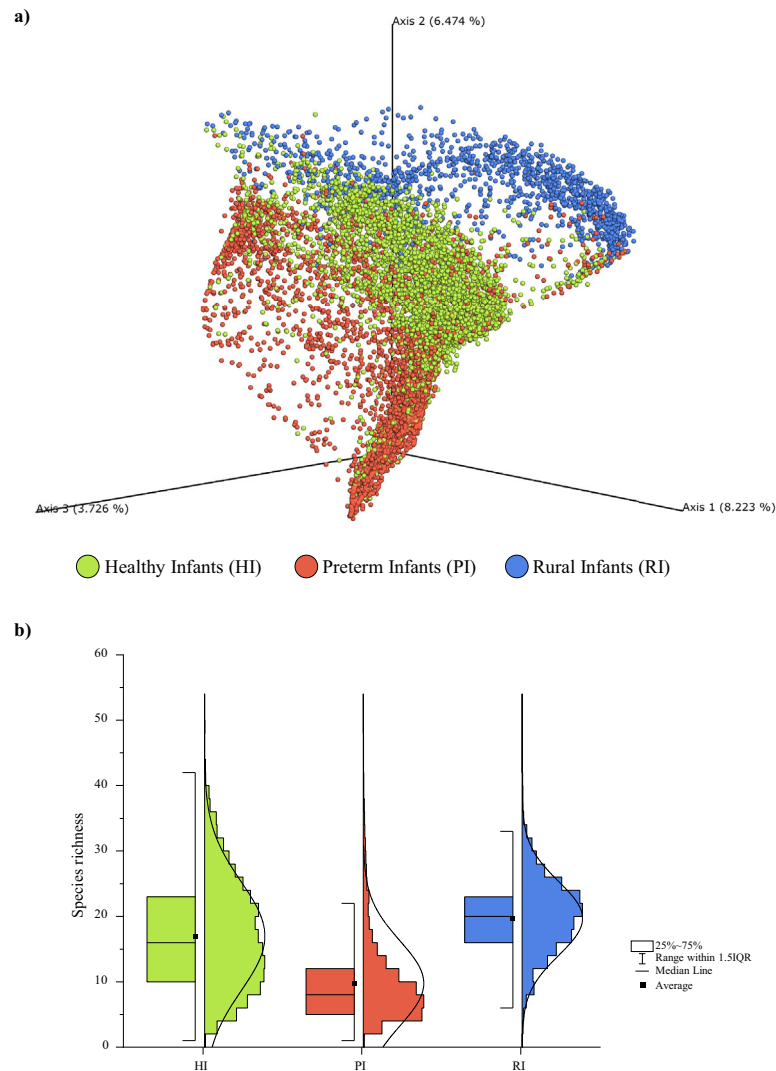 a)
Axis 2 (6.474 %)
Axis 3 (3.726 %)
Axis 1 (8.223 %)
Healthy Infants (HI) Preterm Infants (PI) Rural Infants (RI)
b)
60
50
40
30
20
10
0
Species richness
HI PI RI
25%~75%
Range within 1.5IQR
Median Line
Average